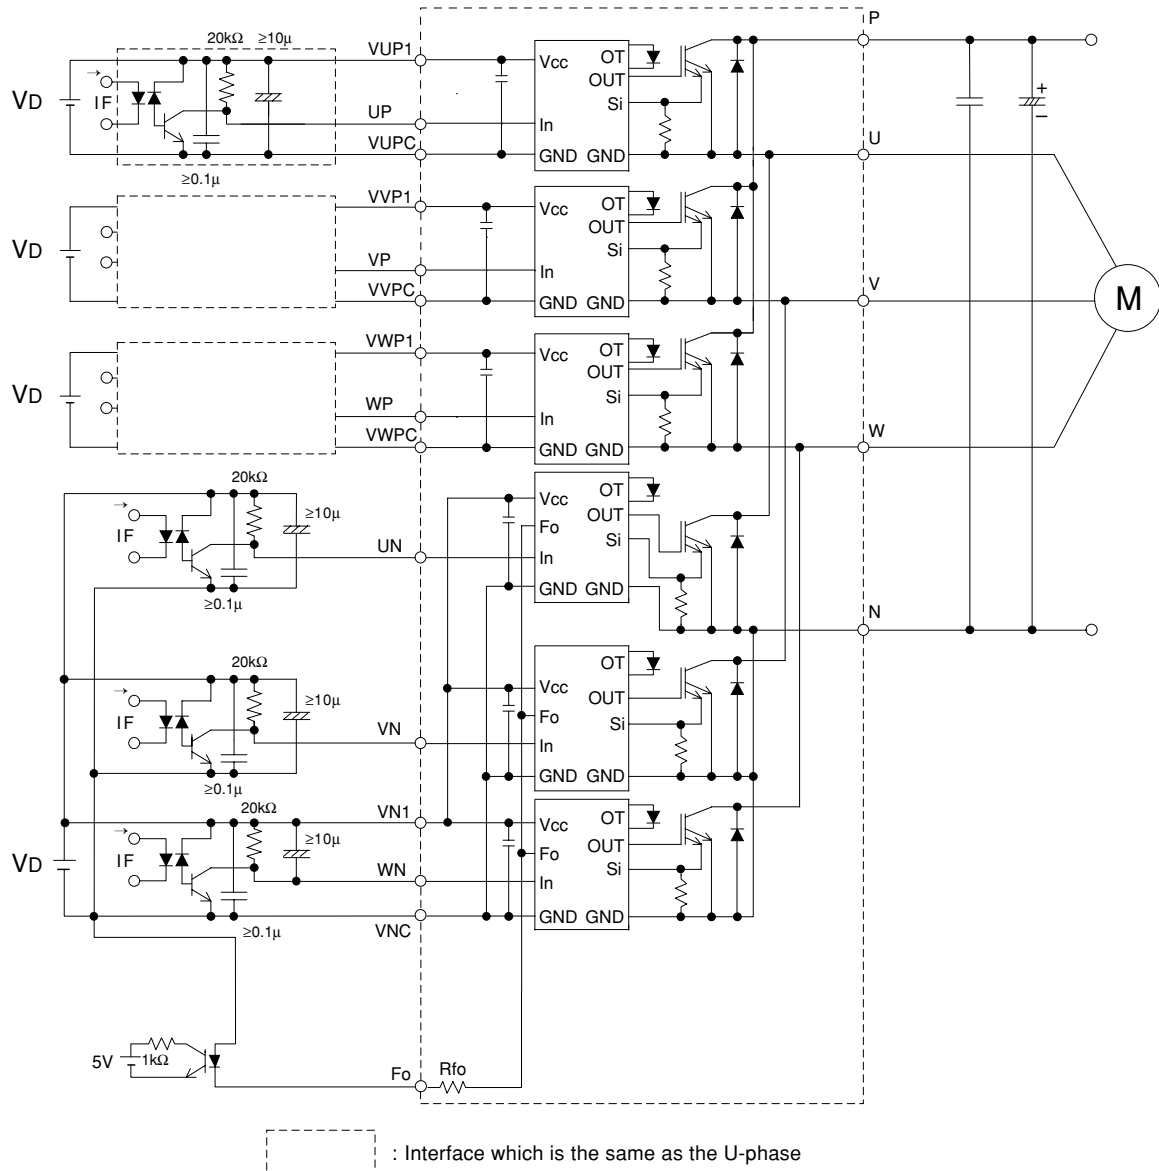 P
20kΩ ≥10μ
VUP1
Vcc
OT
OUT
Si
In
GND GND
VD
IF
UP
VUPC
U
≥0.1μ
+
–
VVP1
Vcc
OT
OUT
Si
VD
VP
In
VVPC
GND GND
V
M
VWP1
Vcc
OT
OUT
Si
VD
WP
In
VWPC
GND GND
W
20kΩ
≥10μ
IF
UN
≥0.1μ
Vcc
Fo
In
GND GND
OT
OUT
Si
N
20kΩ
≥10μ
IF
VN
≥0.1μ
Vcc
Fo
In
GND GND
OT
OUT
Si
20kΩ
≥10μ
VN1
VD
IF
WN
VNC
≥0.1μ
Vcc
Fo
In
GND GND
OT
OUT
Si
5V
1kΩ
Fo
Rfo
: Interface which is the same as the U-phase